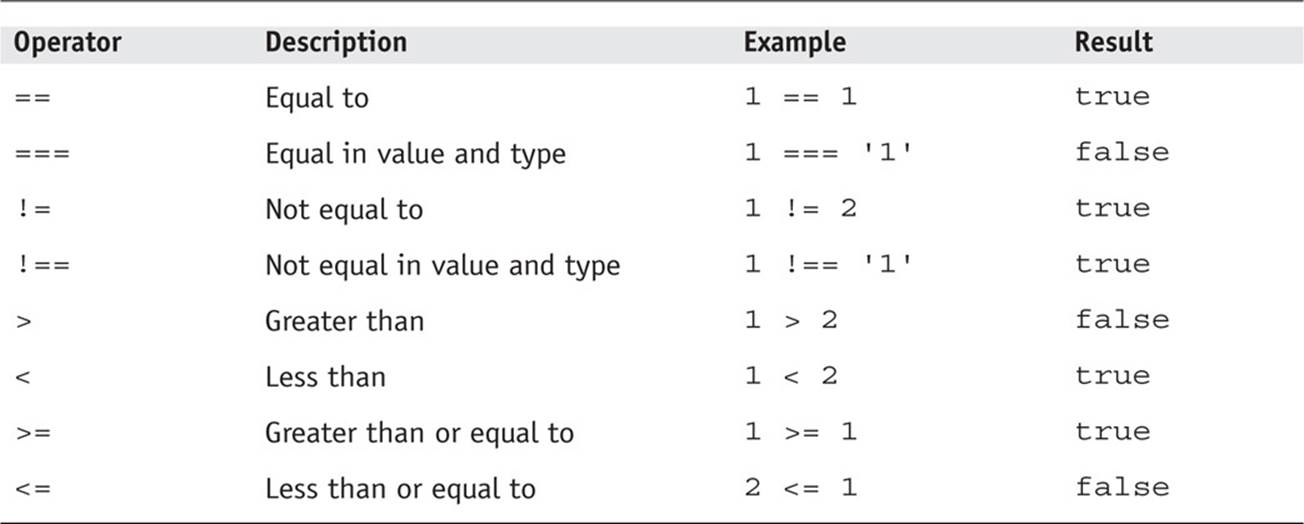 Operator Description Example Result
== Equal to 1 == 1 true
=== Equal in value and type 1 === '1' false
!= Not equal to 1 != 2 true
!== Not equal in value and type 1 !== '1' true
> Greater than 1 > 2 false
< Less than 1 < 2 true
>= Greater than or equal to 1 >= 1 true
<= Less than or equal to 2 <= 1 false